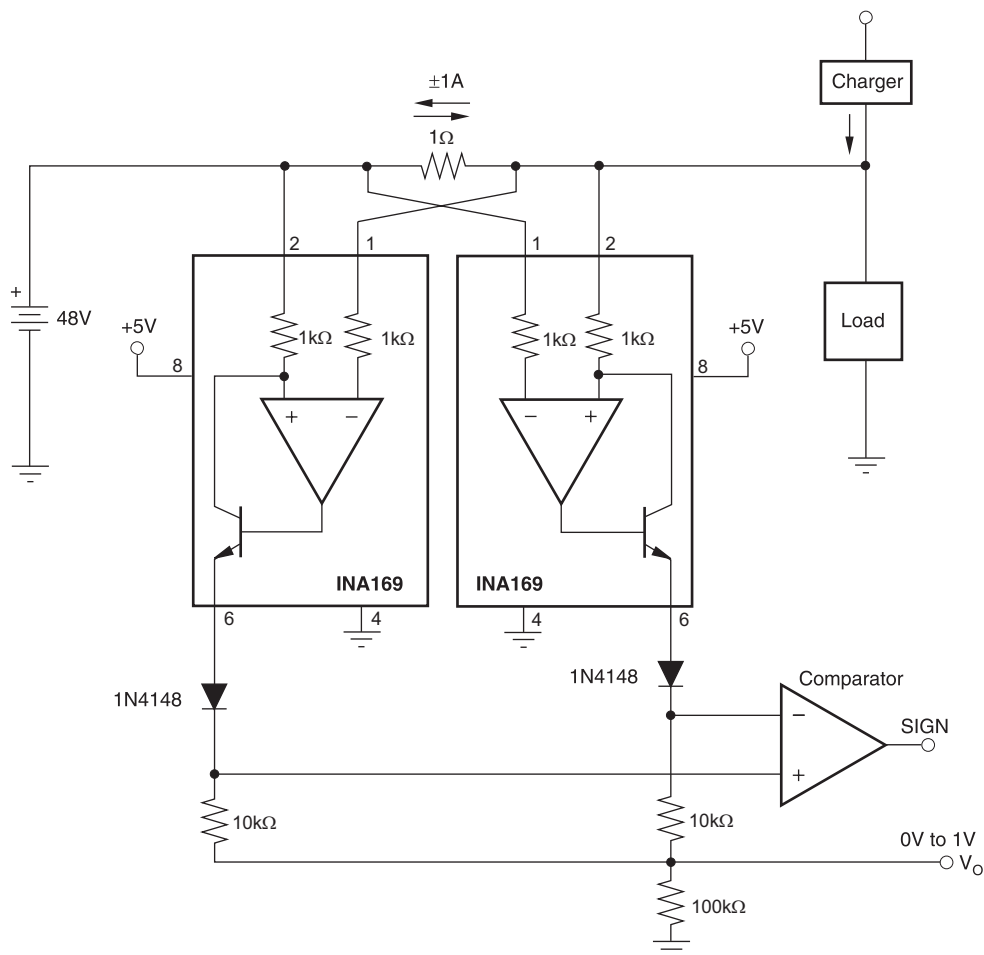 ±1A
1Ω
Charger
2
1
1
2
+
48V
+5V
8
1kΩ
1kΩ
1kΩ
1kΩ
+5V
8
Load
+ −
− +
INA169
INA169
6
4
4
6
1N4148
1N4148
Comparator
−
SIGN
+
10kΩ
10kΩ
0V to 1V
VO
100kΩ